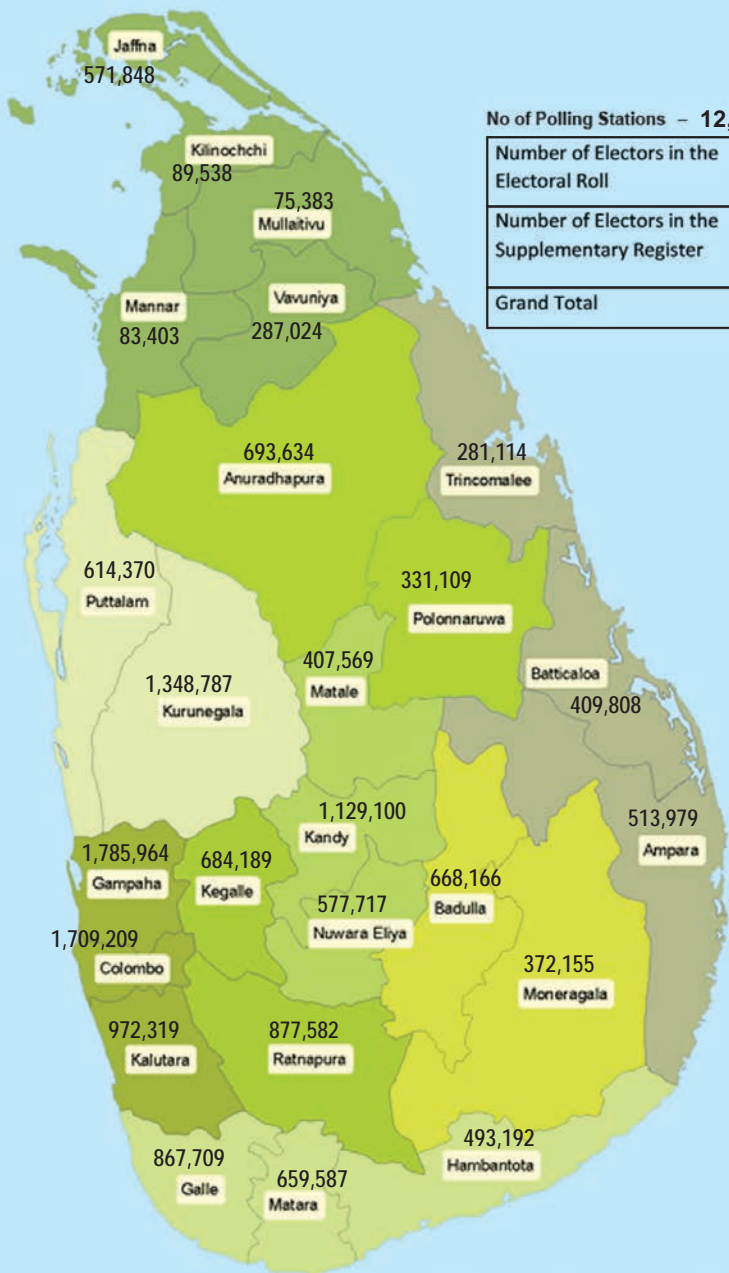 Jaffna
571,848
No of Polling Stations – 12,
Number of Electors in the
Electoral Roll
Number of Electors in the
Supplementary Register
Grand Total
Kilinochchi
89,538
75,383
Mullaitivu
Mannar
83,403
Vavuniya
287,024
693,634
Anuradhapura
281,114
Trincomalee
614,370
Puttalam
331,109
Polonnaruwa
407,569
Matale
Batticaloa
409,808
1,348,787
Kurunegala
1,129,100
Kandy
513,979
Ampara
1,785,964
Gampaha
684,189
Kegalle
577,717
Nuwara Eliya
668,166
Badulla
1,709,209
Colombo
372,155
Moneragala
972,319
Kalutara
877,582
Ratnapura
493,192
Hambantota
867,709
Galle
659,587
Matara